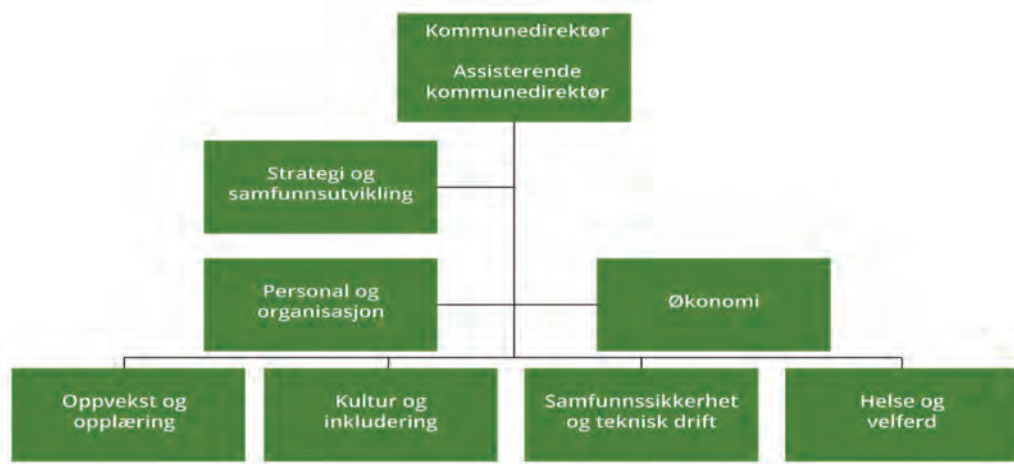 Kommunedirektør
Assisterende
kommunedirektør
Strategi og
samfunnsutvikling
Personal og
organisasjon
Økonomi
Oppvekst og
opplæring
Kultur og
inkludering
Samfunnssikkerhet
og teknisk drift
Helse og
velferd